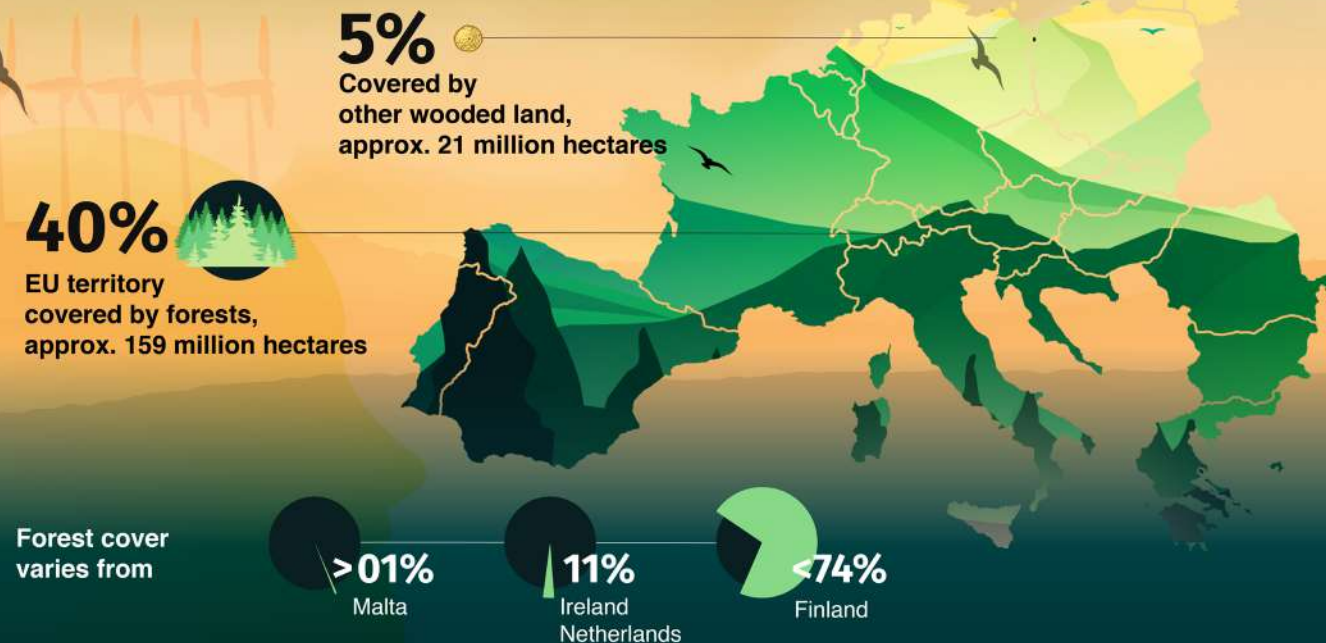 5%
Covered by
other wooded land,
approx. 21 million hectares
40%
EU territory
covered by forests,
approx. 159 million hectares
Forest cover
varies from
>01%
Malta
11%
Ireland
Netherlands
<74%
Finland